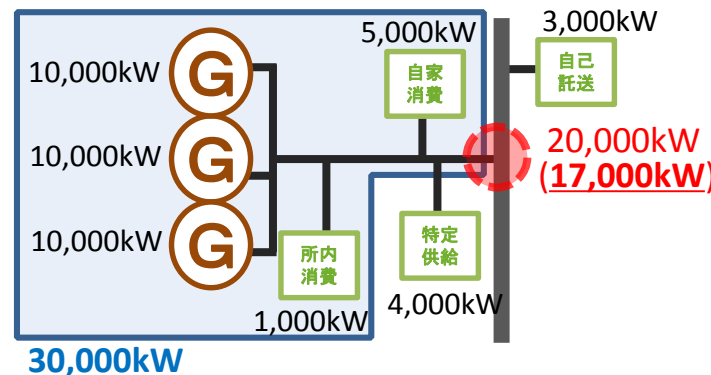 5,000kW
3,000kW
10,000kW
G
自家
消費
自己
託送
10,000kW
G
20,000kW
(17,000kW)
10,000kW
G
所内
消費
特定
供給
1,000kW
4,000kW
30,000kW